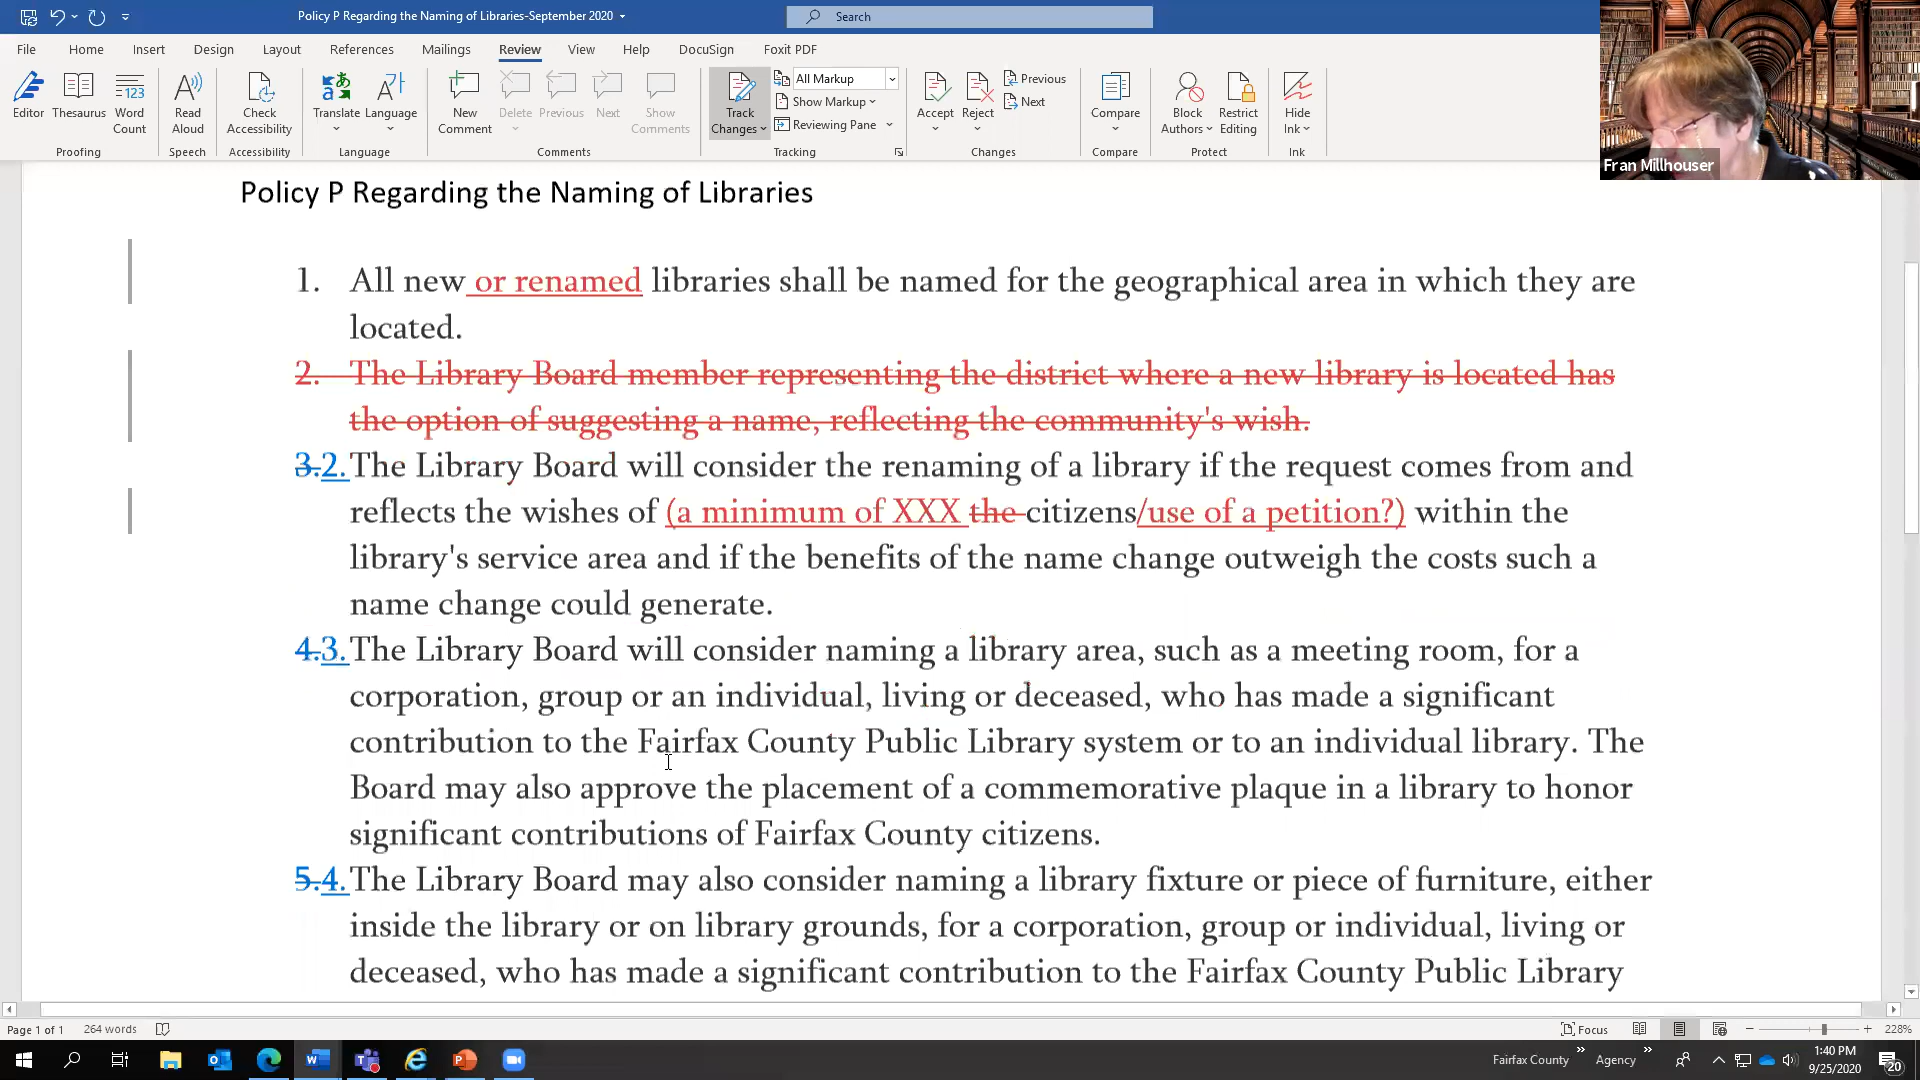 Policy P Regarding the Naming of Libraries-September 2020
Search
File Home Insert Design Layout References Mailings Review View Help DocuSign Foxit PDF
Editor Thesaurus Word Count
Read Aloud
Check Accessibility
Translate Language
New Comment Delete Previous Next Show Comments
Track Changes
All Markup
Show Markup
Reviewing Pane
Accept Reject
Previous
Next
Compare
Block Authors Restrict Editing
Hide Ink
Proofing Speech Accessibility Language Comments Tracking Changes Compare Protect Ink
Fran Millhouser
Policy P Regarding the Naming of Libraries
1. All new or renamed libraries shall be named for the geographical area in which they are
located.
2. The Library Board member representing the district where a new library is located has
the option of suggesting a name, reflecting the community's wish.
3.2. The Library Board will consider the renaming of a library if the request comes from and
reflects the wishes of (a minimum of XXX the citizens/use of a petition?) within the
library's service area and if the benefits of the name change outweigh the costs such a
name change could generate.
4.3. The Library Board will consider naming a library area, such as a meeting room, for a
corporation, group or an individual, living or deceased, who has made a significant
contribution to the Fairfax County Public Library system or to an individual library. The
Board may also approve the placement of a commemorative plaque in a library to honor
significant contributions of Fairfax County citizens.
5.4. The Library Board may also consider naming a library fixture or piece of furniture, either
inside the library or on library grounds, for a corporation, group or individual, living or
deceased, who has made a significant contribution to the Fairfax County Public Library
Page 1 of 1 264 words Focus 228%
Fairfax County Agency 1:40 PM
9/25/2020 20